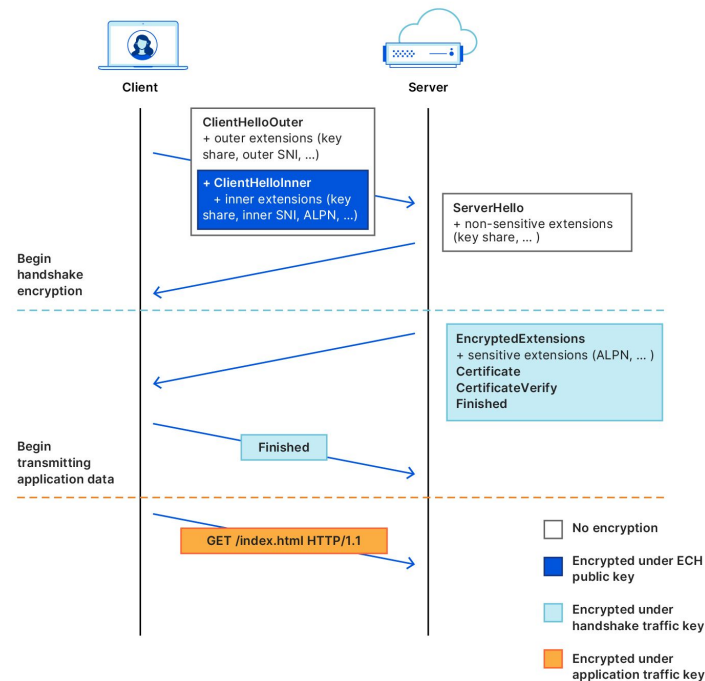 Client
Server
ClientHelloOuter
+ outer extensions (key
share, outer SNI, ...)
+ ClientHelloInner
+ inner extensions (key
share, inner SNI, ALPN, ...)
ServerHello
+ non-sensitive extensions
(key share, ... )
Begin
handshake
encryption
EncryptedExtensions
+ sensitive extensions (ALPN, ... )
Certificate
CertificateVerify
Finished
Finished
Begin
transmitting
application data
GET /index.html HTTP/1.1
No encryption
Encrypted under ECH
public key
Encrypted under
handshake traffic key
Encrypted under
application traffic key